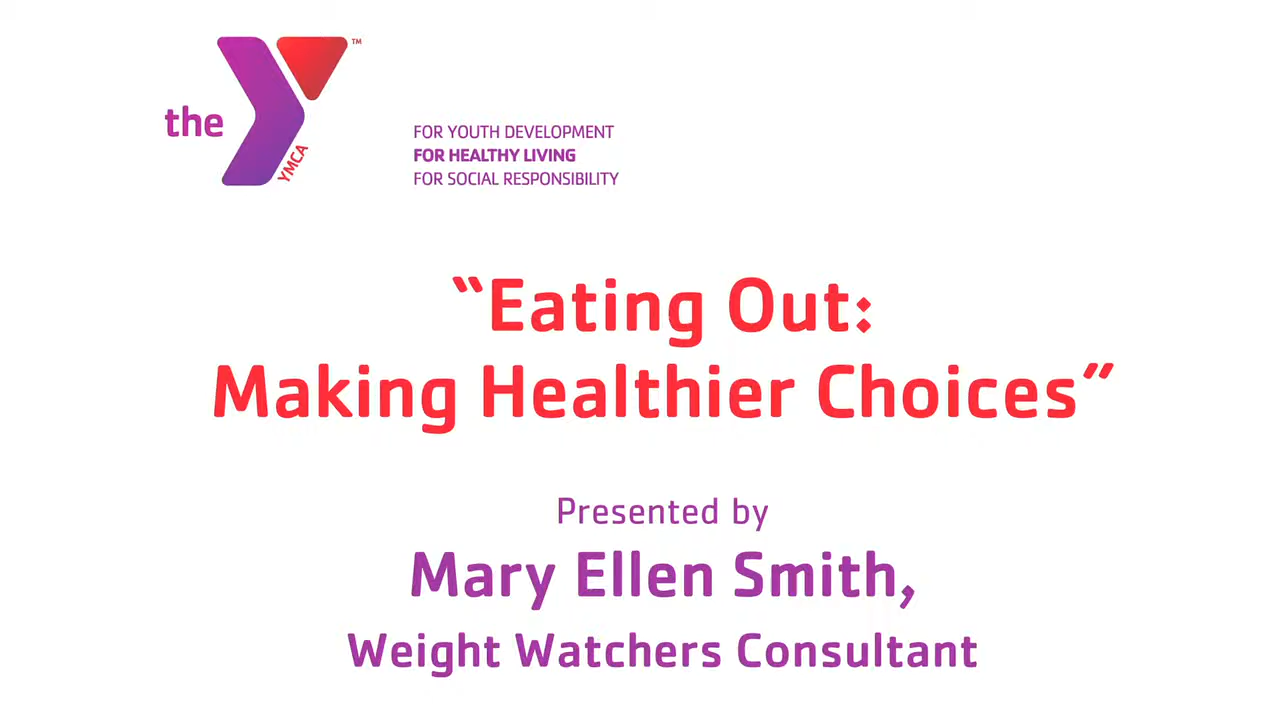 the
YMCA
™
FOR YOUTH DEVELOPMENT
FOR HEALTHY LIVING
FOR SOCIAL RESPONSIBILITY
“Eating Out:
Making Healthier Choices”
Presented by
Mary Ellen Smith,
Weight Watchers Consultant